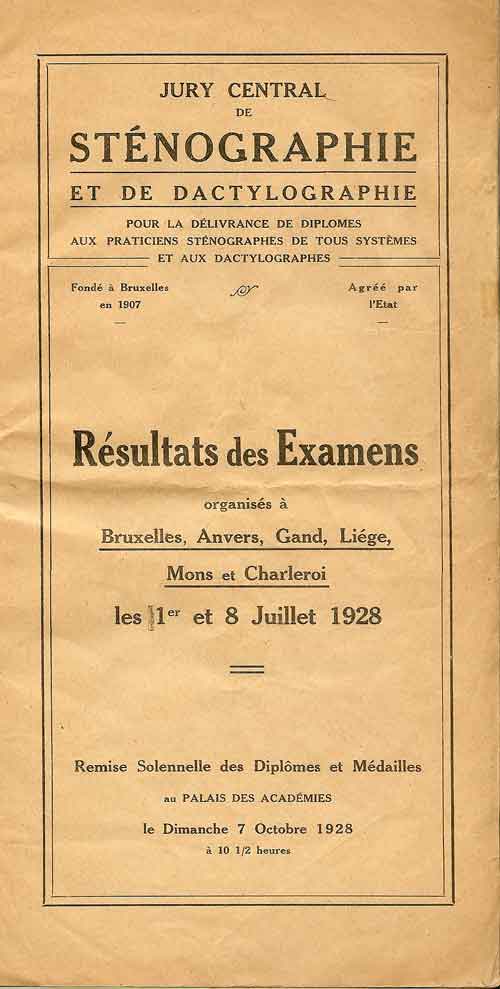 JURY CENTRAL
DE
STÉNOGRAPHIE
ET DE DACTYLOGRAPHIE
POUR LA DÉLIVRANCE DE DIPLOMES
AUX PRATICIENS STÉNOGRAPHES DE TOUS SYSTÈMES
ET AUX DACTYLOGRAPHES
Fondé à Bruxelles
en 1907
Agréé par
l'Etat
Résultats des Examens
organisés à
Bruxelles, Anvers, Gand, Liége,
Mons et Charleroi
les 1er et 8 Juillet 1928
Remise Solennelle des Diplômes et Médailles
au PALAIS DES ACADÉMIES
le Dimanche 7 Octobre 1928
à 10 1/2 heures